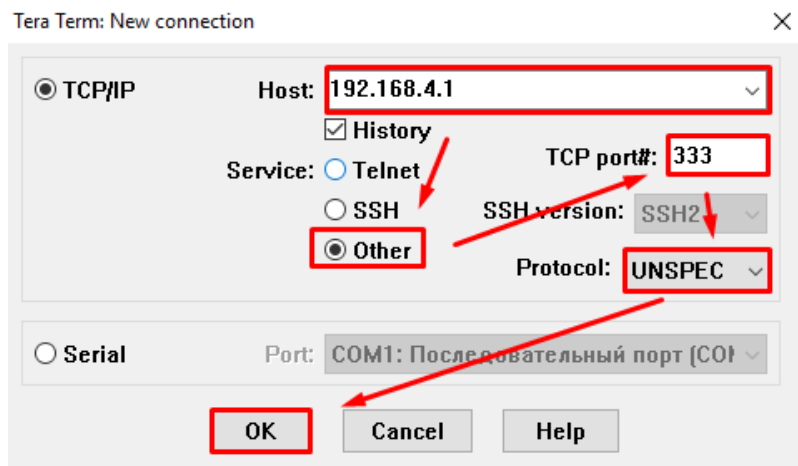 Tera Term: New connection
TCP/IP
Host: 192.168.4.1
History
Service: Telnet
TCP port#: 333
SSH
SSH version: SSH2
Other
Protocol: UNSPEC
Serial
Port: COM1: Последовательный порт (CO
OK
Cancel
Help